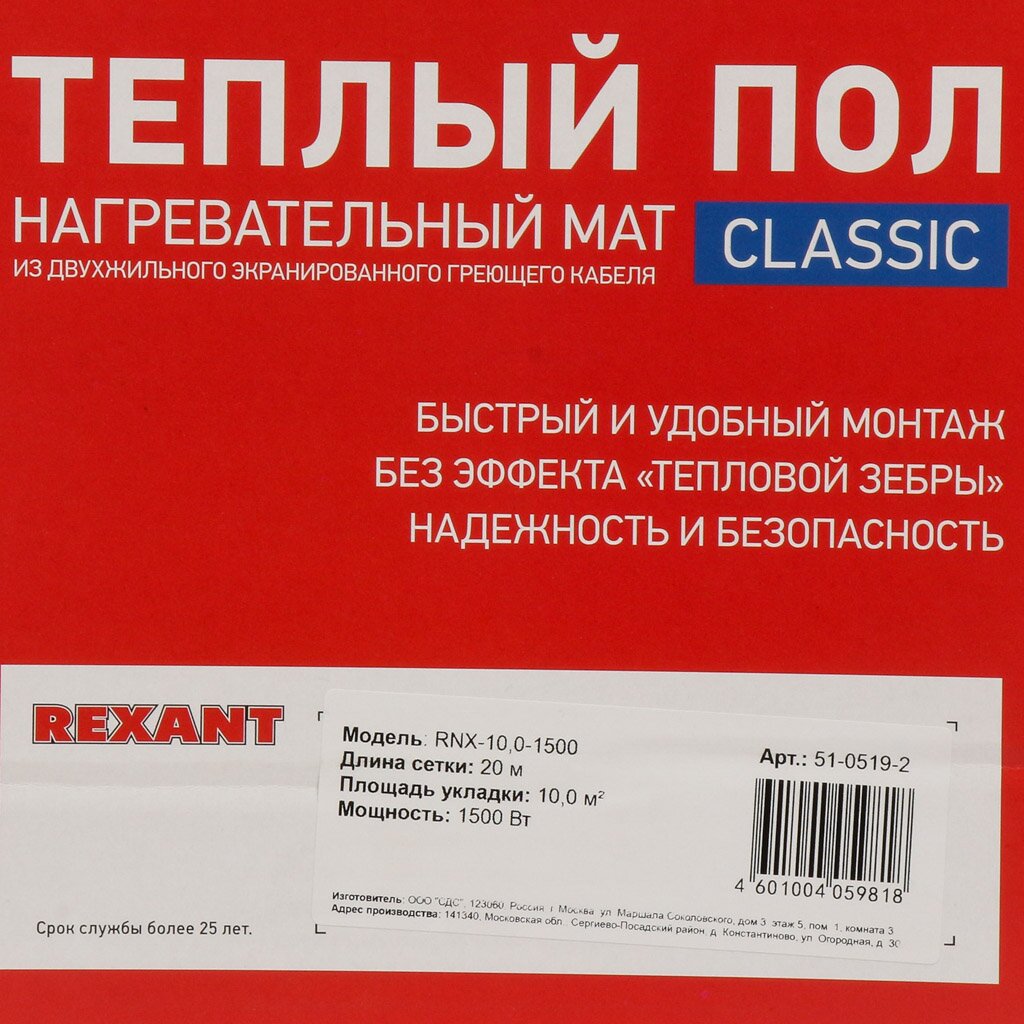 ТЕПЛЫЙ ПОЛ
НАГРЕВАТЕЛЬНЫЙ МАТ
CLASSIC
ИЗ ДВУХЖИЛЬНОГО ЭКРАНИРОВАННОГО ГРЕЮЩЕГО КАБЕЛЯ
БЫСТРЫЙ И УДОБНЫЙ МОНТАЖ
БЕЗ ЭФФЕКТА «ТЕПЛОВОЙ ЗЕБРЫ»
НАДЕЖНОСТЬ И БЕЗОПАСНОСТЬ
REXANT
Модель: RNX-10,0-1500
Длина сетки: 20 м
Площадь укладки: 10,0 м²
Мощность: 1500 Вт
Арт.: 51-0519-2
4 601004 059818
Изготовитель: ООО "СДС", 123060, Россия, г. Москва, ул. Маршала Соколовского, дом 3, этаж 5, пом. 1, комната 3
Адрес производства: 141340, Московская обл., Сергиево-Посадский район, д. Константиново, ул. Огородная, д. 30
Срок службы более 25 лет.